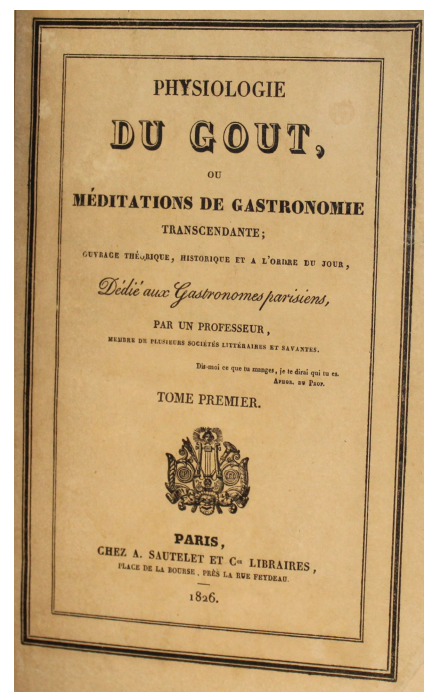 PHYSIOLOGIE
DU GOUT,
OU
MÉDITATIONS DE GASTRONOMIE
TRANSCENDANTE;
OUVRAGE THÉORIQUE, HISTORIQUE ET A L'ORDRE DU JOUR,
Dédié aux Gastronomes parisiens,
PAR UN PROFESSEUR,
MEMBRE DE PLUSIEURS SOCIÉTÉS LITTÉRAIRES ET SAVANTES.
Dis-moi ce que tu manges, je te dirai qui tu es.
APHOR. DU PROF.
TOME PREMIER.
PARIS,
CHEZ A. SAUTELET ET Cie LIBRAIRES,
PLACE DE LA BOURSE, PRÈS LA RUE FEYDEAU.
1826.